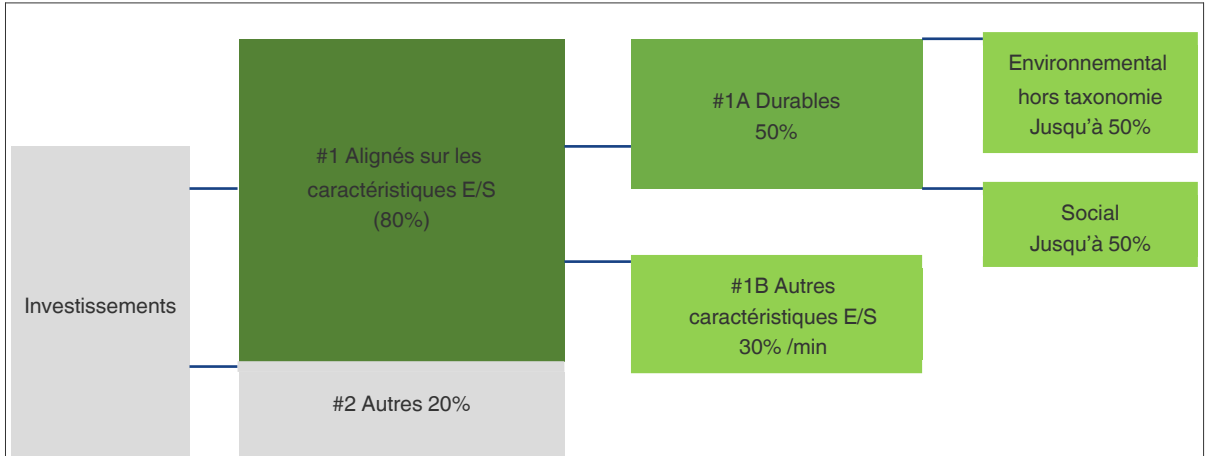 Investissements
#1 Alignés sur les
caractéristiques E/S
(80%)
#2 Autres 20%
#1A Durables
50%
#1B Autres
caractéristiques E/S
30% /min
Environnemental
hors taxonomie
Jusqu'à 50%
Social
Jusqu'à 50%